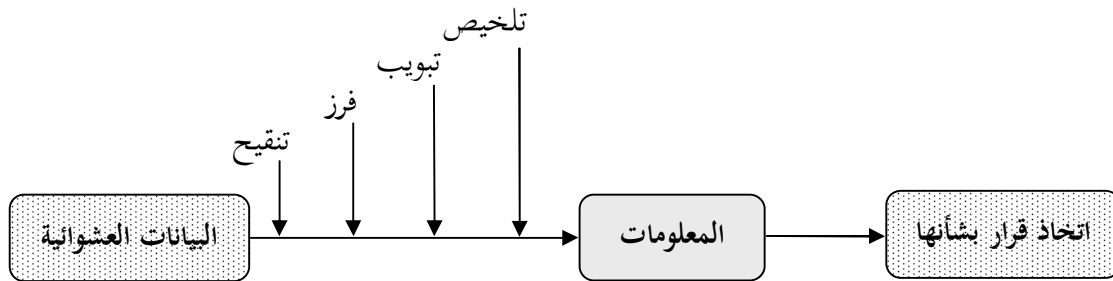 تلخيص
تبويب
فرز
تنقيح
البيانات العشوائية
المعلومات
اتخاذ قرار بشأنها